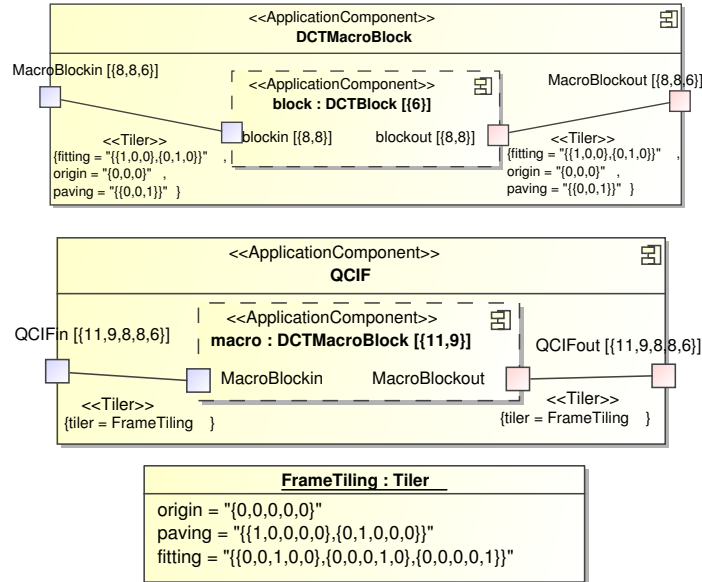 <<ApplicationComponent>>
DCTMacroBlock
MacroBlockin [{8,8,6}]
MacroBlockout [{8,8,6}]
<<ApplicationComponent>>
block : DCTBlock [{6}]
blockin [{8,8}] blockout [{8,8}]
<<Tiler>>
{fitting = "{{1,0,0},{0,1,0}}" ,
origin = "{0,0,0}" ,
paving = "{{0,0,1}}" }
<<Tiler>>
{fitting = "{{1,0,0},{0,1,0}}" ,
origin = "{0,0,0}" ,
paving = "{{0,0,1}}" }
<<ApplicationComponent>>
QCIF
QCIFin [{11,9,8,8,6}]
<<ApplicationComponent>>
macro : DCTMacroBlock [{11,9}]
QCIFout [{11,9,8,8,6}]
MacroBlockin MacroBlockout
<<Tiler>>
{tiler = FrameTiling }
<<Tiler>>
{tiler = FrameTiling }
FrameTiling : Tiler
origin = "{0,0,0,0,0}"
paving = "{{1,0,0,0,0},{0,1,0,0,0}}"
fitting = "{{0,0,1,0,0},{0,0,0,1,0},{0,0,0,0,1}}"